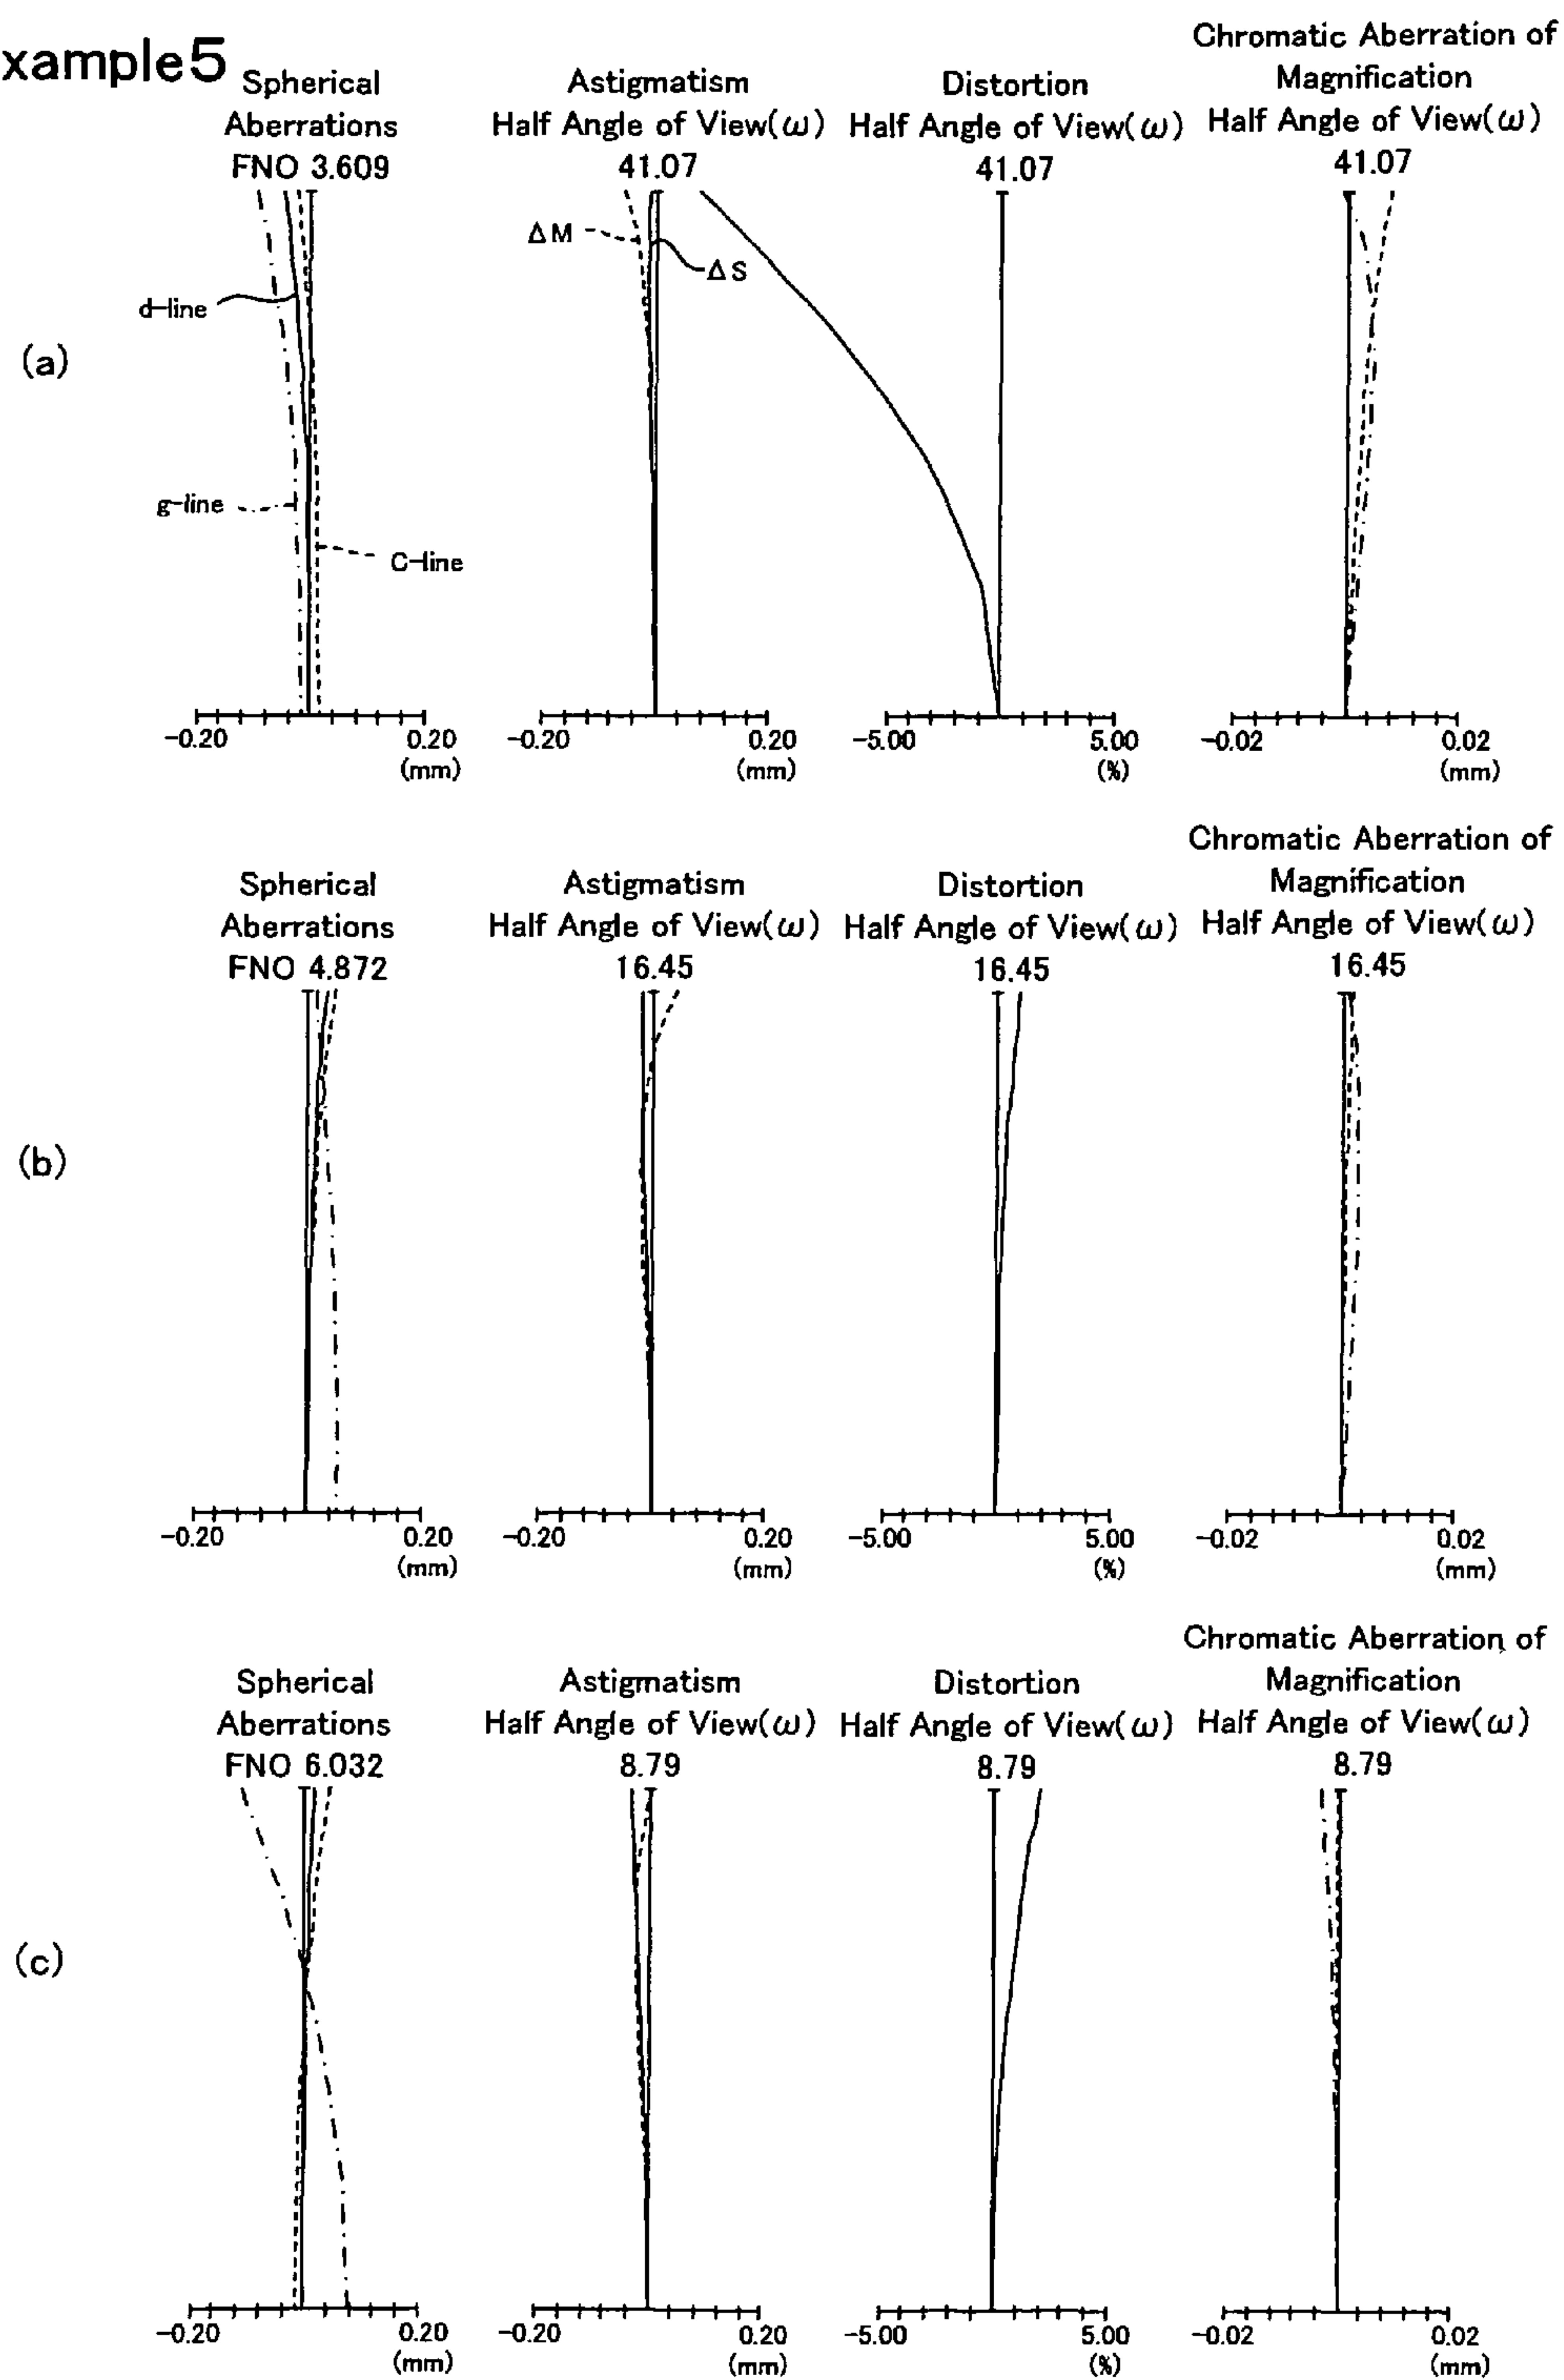 xample5
Spherical
Aberrations
FNO 3.609
Astigmatism
Half Angle of View(ω)
41.07
Distortion
Half Angle of View(ω)
41.07
Chromatic Aberration of
Magnification
Half Angle of View(ω)
41.07
(a)
d-line
g-line
C-line
ΔM
ΔS
-0.20
0.20
(mm)
-0.20
0.20
(mm)
-5.00
5.00
(%)
-0.02
0.02
(mm)
Spherical
Aberrations
FNO 4.872
Astigmatism
Half Angle of View(ω)
16.45
Distortion
Half Angle of View(ω)
16.45
Chromatic Aberration of
Magnification
Half Angle of View(ω)
16.45
(b)
-0.20
0.20
(mm)
-0.20
0.20
(mm)
-5.00
5.00
(%)
-0.02
0.02
(mm)
Spherical
Aberrations
FNO 6.032
Astigmatism
Half Angle of View(ω)
8.79
Distortion
Half Angle of View(ω)
8.79
Chromatic Aberration of
Magnification
Half Angle of View(ω)
8.79
(c)
-0.20
0.20
(mm)
-0.20
0.20
(mm)
-5.00
5.00
(%)
-0.02
0.02
(mm)